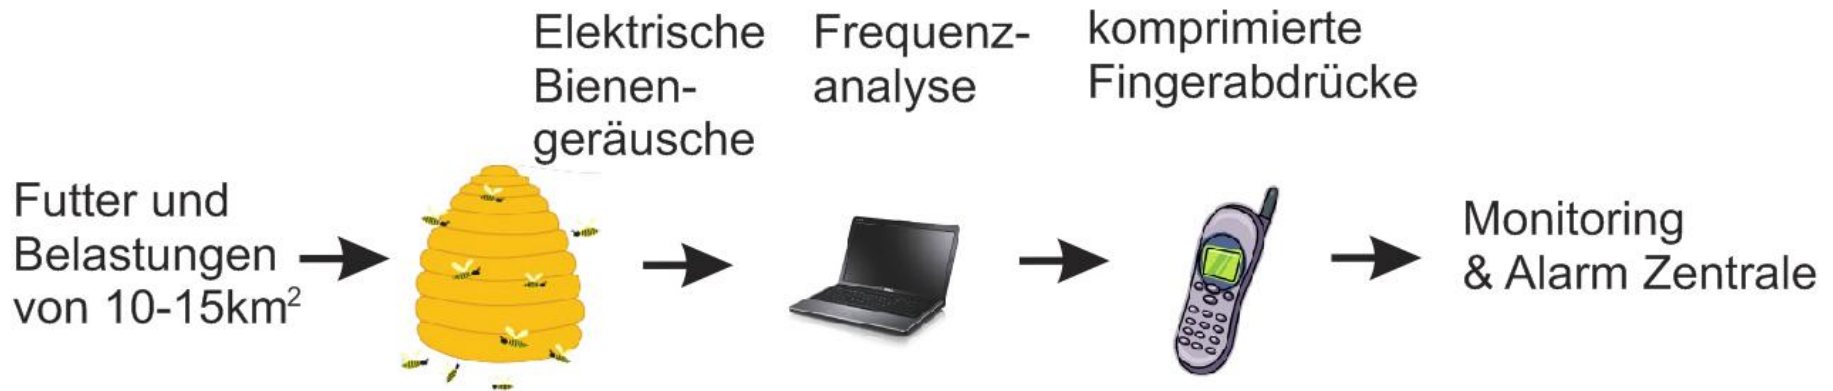 Futter und
Belastungen
von 10-15km²
Elektrische
Bienen-
geräusche
Frequenz-
analyse
komprimierte
Fingerabdrücke
Monitoring
& Alarm Zentrale